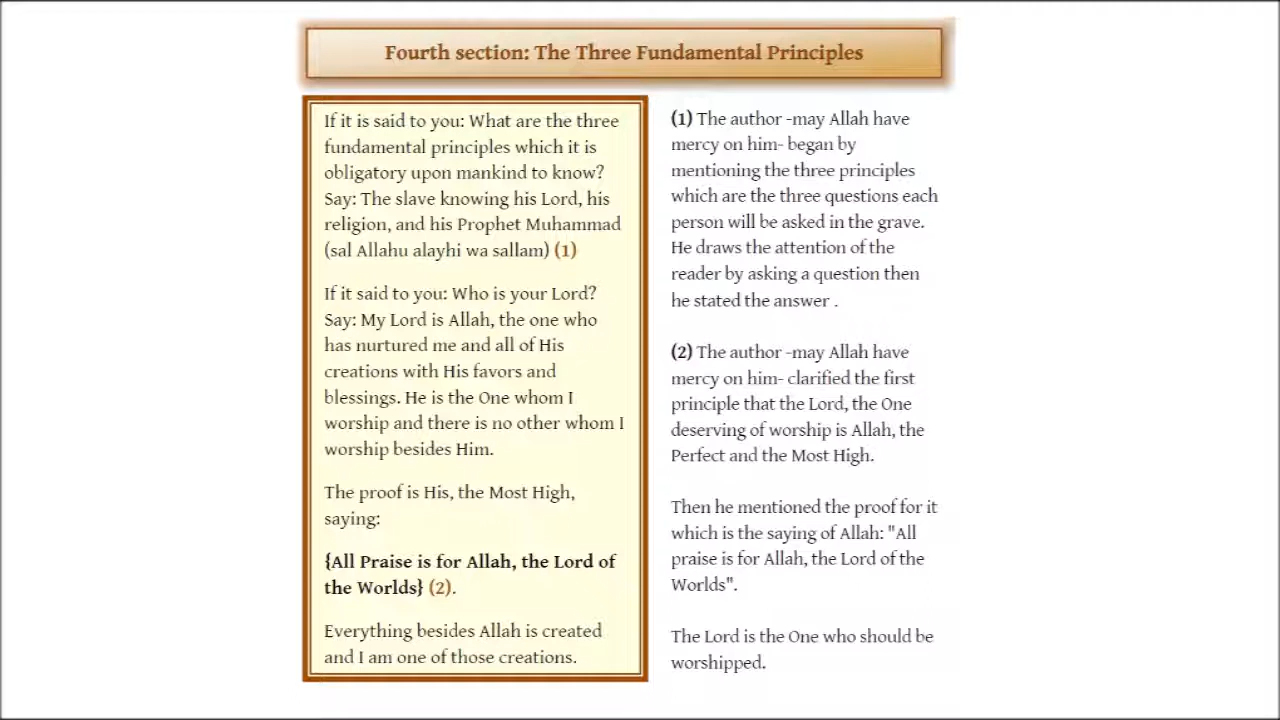 Fourth section: The Three Fundamental Principles
If it is said to you: What are the three
fundamental principles which it is
obligatory upon mankind to know?
Say: The slave knowing his Lord, his
religion, and his Prophet Muhammad
(sal Allahu alayhi wa sallam) (1)
If it said to you: Who is your Lord?
Say: My Lord is Allah, the one who
has nurtured me and all of His
creations with His favors and
blessings. He is the One whom I
worship and there is no other whom I
worship besides Him.
The proof is His, the Most High,
saying:
{All Praise is for Allah, the Lord of
the Worlds} (2).
Everything besides Allah is created
and I am one of those creations.
(1) The author -may Allah have
mercy on him- began by
mentioning the three principles
which are the three questions each
person will be asked in the grave.
He draws the attention of the
reader by asking a question then
he stated the answer .
(2) The author -may Allah have
mercy on him- clarified the first
principle that the Lord, the One
deserving of worship is Allah, the
Perfect and the Most High.
Then he mentioned the proof for it
which is the saying of Allah: "All
praise is for Allah, the Lord of the
Worlds".
The Lord is the One who should be
worshipped.